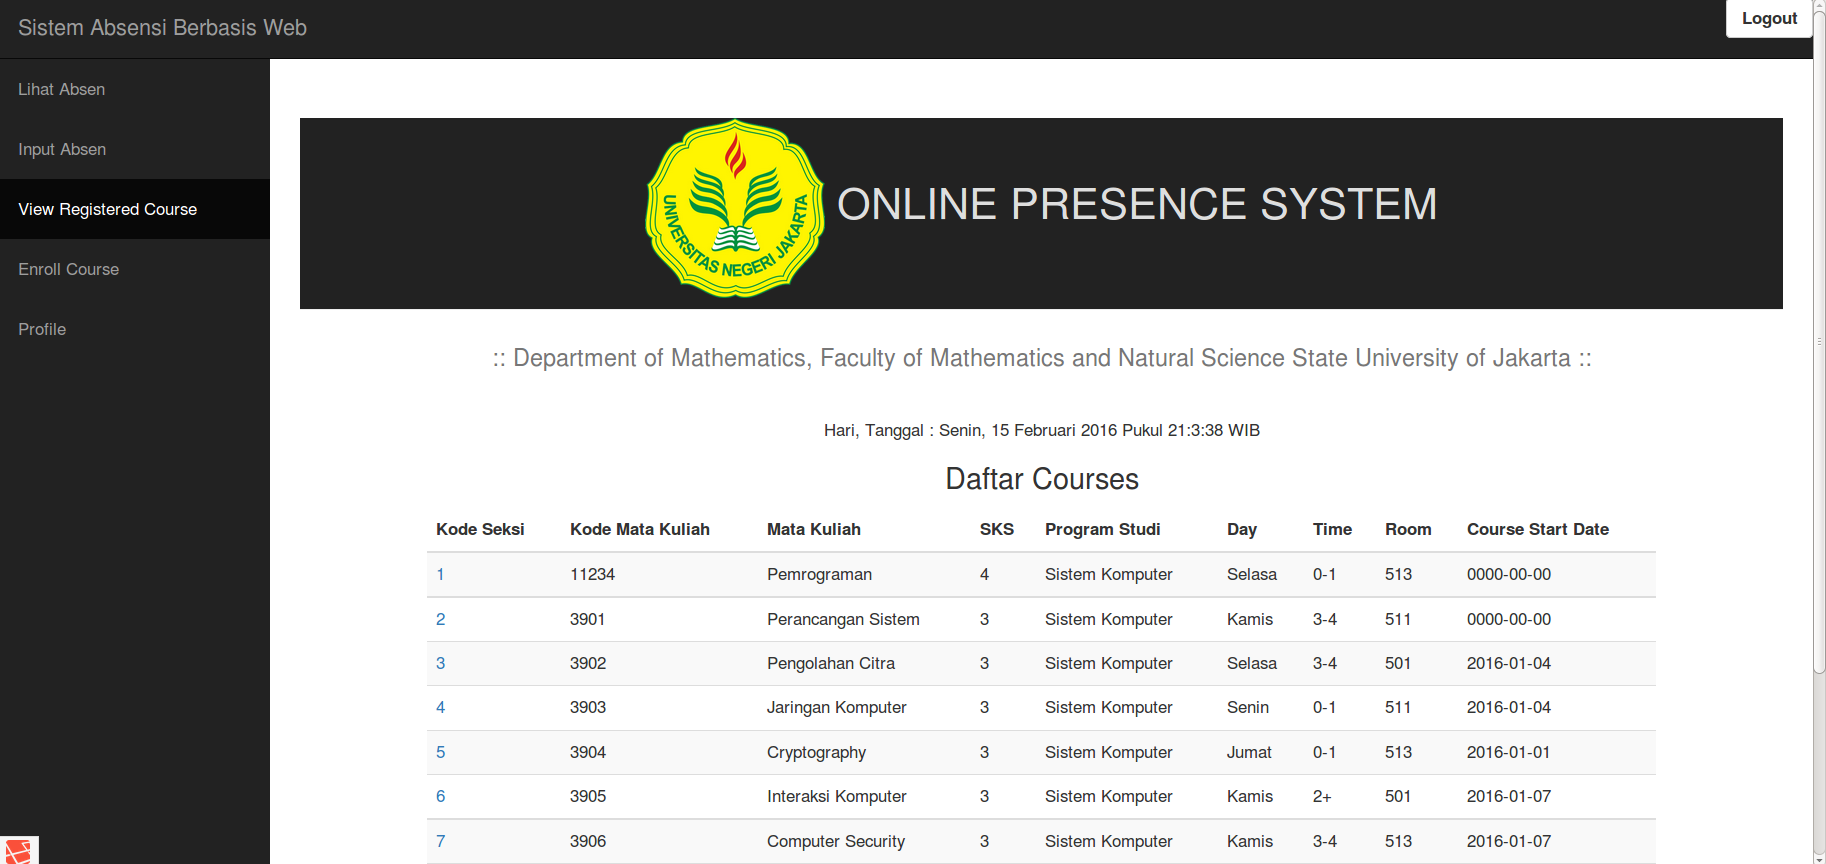 Sistem Absensi Berbasis Web
Logout
Lihat Absen
Input Absen
View Registered Course
Enroll Course
Profile
UNIVERSITAS NEGERI JAKARTA
ONLINE PRESENCE SYSTEM
:: Department of Mathematics, Faculty of Mathematics and Natural Science State University of Jakarta ::
Hari, Tanggal : Senin, 15 Februari 2016 Pukul 21:3:38 WIB
Daftar Courses
Kode Seksi Kode Mata Kuliah Mata Kuliah SKS Program Studi Day Time Room Course Start Date
1 11234 Pemrograman 4 Sistem Komputer Selasa 0-1 513 0000-00-00
2 3901 Perancangan Sistem 3 Sistem Komputer Kamis 3-4 511 0000-00-00
3 3902 Pengolahan Citra 3 Sistem Komputer Selasa 3-4 501 2016-01-04
4 3903 Jaringan Komputer 3 Sistem Komputer Senin 0-1 511 2016-01-04
5 3904 Cryptography 3 Sistem Komputer Jumat 0-1 513 2016-01-01
6 3905 Interaksi Komputer 3 Sistem Komputer Kamis 2+ 501 2016-01-07
7 3906 Computer Security 3 Sistem Komputer Kamis 3-4 513 2016-01-07